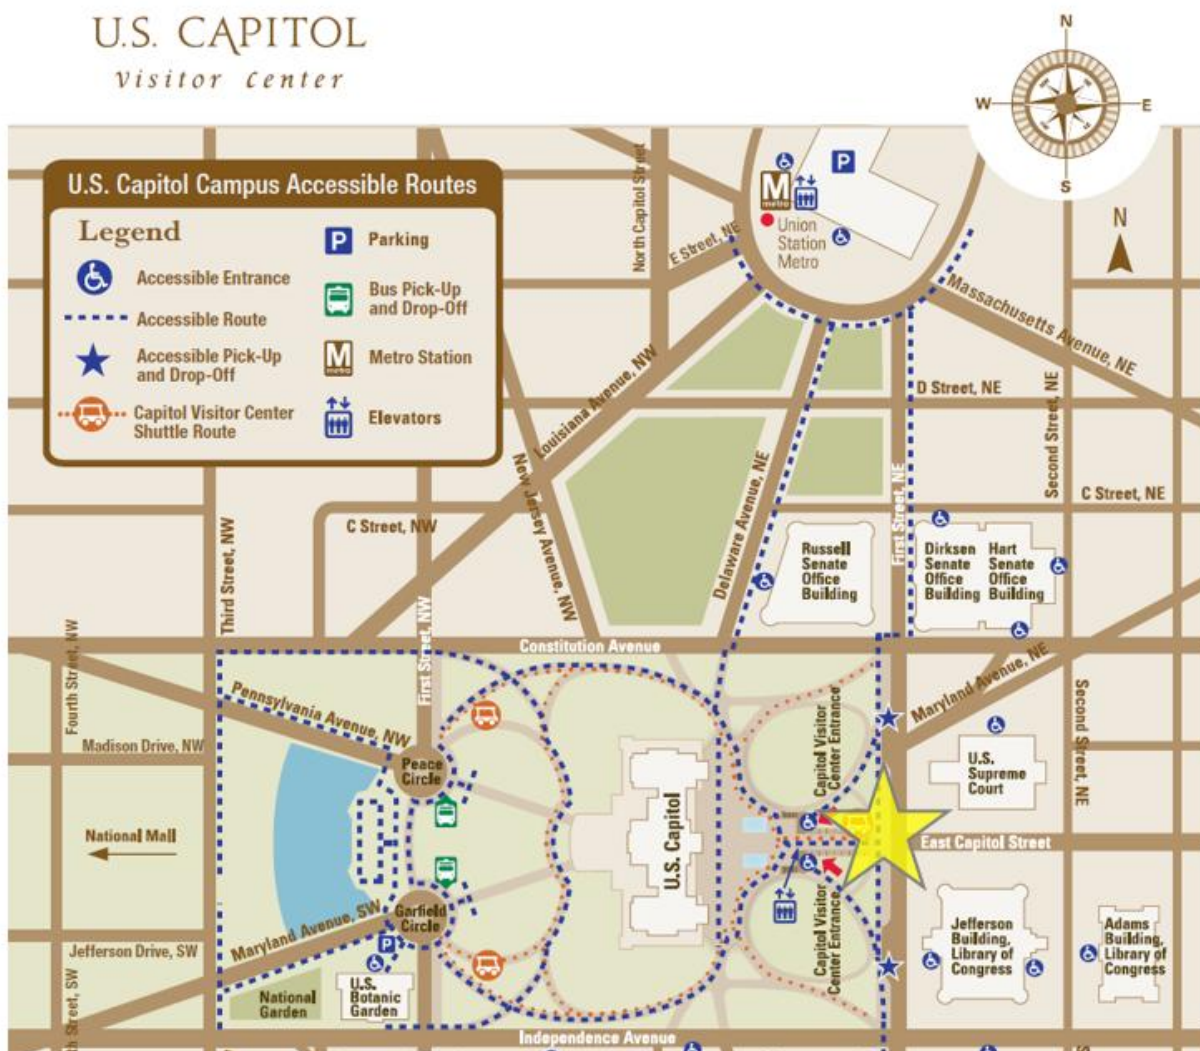 U.S. CAPITOL
Visitor Center
N
W
E
S
N
U.S. Capitol Campus Accessible Routes
Legend
Accessible Entrance
Accessible Route
Accessible Pick-Up
and Drop-Off
Capitol Visitor Center
Shuttle Route
P
Parking
Bus Pick-Up
and Drop-Off
M
metro
Metro Station
Elevators
North Capitol Street
E Street, NE
P
M
metro
Union
Station
Metro
Massachusetts Avenue, NE
D Street, NE
Second Street, NE
C Street, NE
Louisiana Avenue, NW
New Jersey Avenue, NW
Delaware Avenue, NE
First Street, NE
C Street, NW
Third Street, NW
First Street, NW
Russell
Senate
Office
Building
Dirksen
Senate
Office
Building
Hart
Senate
Office
Building
Constitution Avenue
Maryland Avenue, NE
Fourth Street, NW
Pennsylvania Avenue, NW
Madison Drive, NW
Peace
Circle
Capitol Visitor
Center Entrance
U.S.
Supreme
Court
Second Street, NE
National Mall
U.S. Capitol
East Capitol Street
Maryland Avenue, SW
Garfield
Circle
Capitol Visitor
Center Entrance
Jefferson
Building,
Library of
Congress
Adams
Building,
Library of
Congress
Jefferson Drive, SW
P
U.S.
Botanic
Garden
National
Garden
Street, SW
Independence Avenue